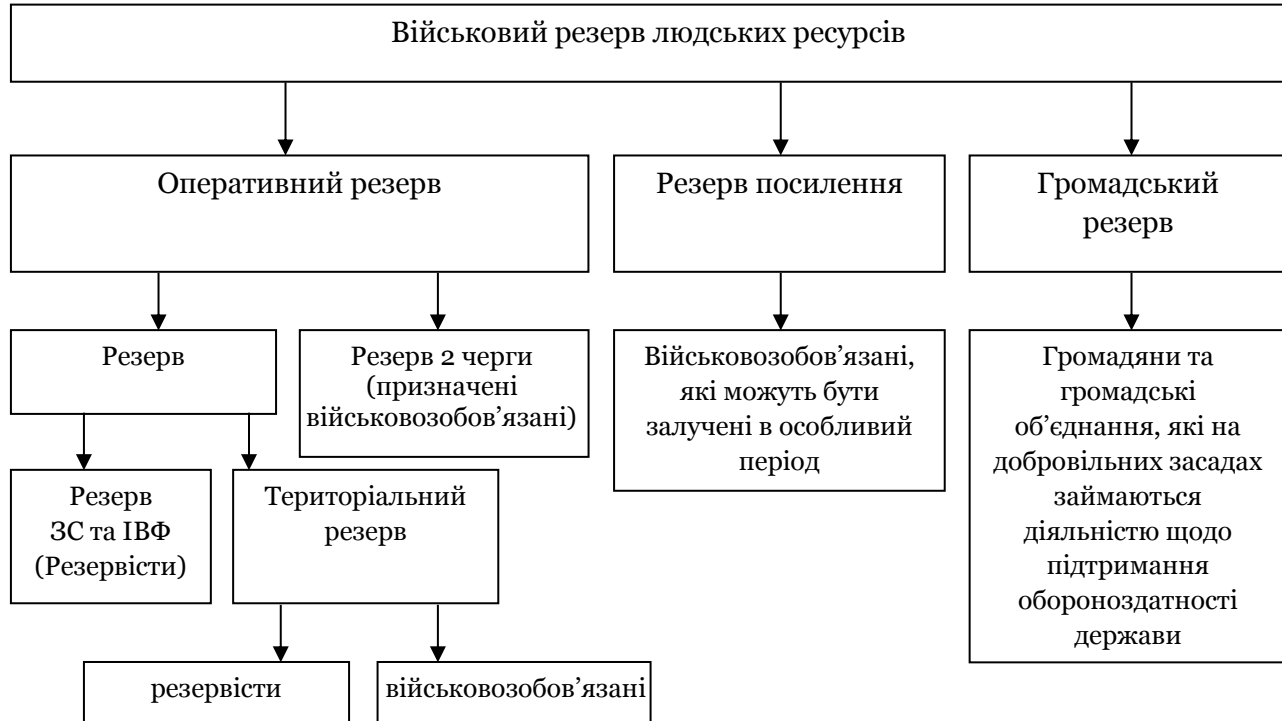 Військовий резерв людських ресурсів
Оперативний резерв
Резерв посилення
Громадський
резерв
Резерв
Резерв 2 черги
(призначені
військовозобов’язані)
Військовозобов’язані,
які можуть бути
залучені в особливий
період
Громадяни та
громадські
об’єднання, які на
добровільних засадах
займаються
діяльністю щодо
підтримання
обороноздатності
держави
Резерв
ЗС та ІВФ
(Резервісти)
Територіальний
резерв
резервісти
військовозобов’язані